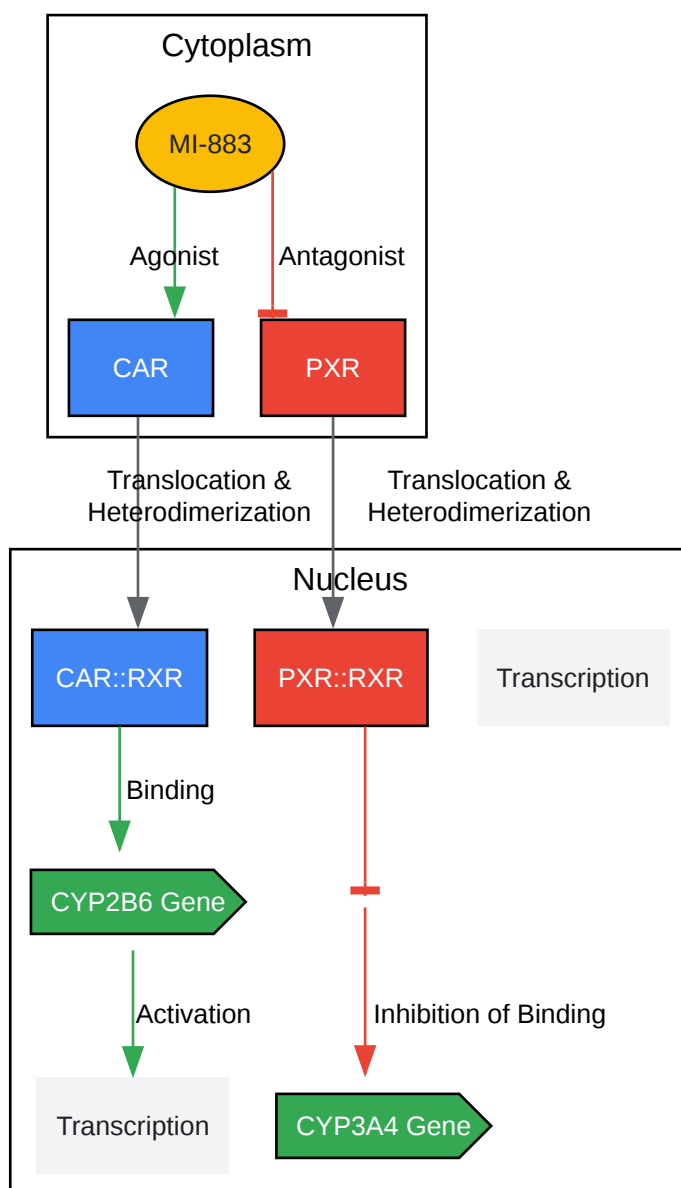 Cytoplasm
MI-883
Agonist
Antagonist
CAR
PXR
Translocation &
Heterodimerization
Translocation &
Heterodimerization
Nucleus
CAR::RXR
PXR::RXR
Transcription
Binding
CYP2B6 Gene
Activation
Inhibition of Binding
Transcription
CYP3A4 Gene